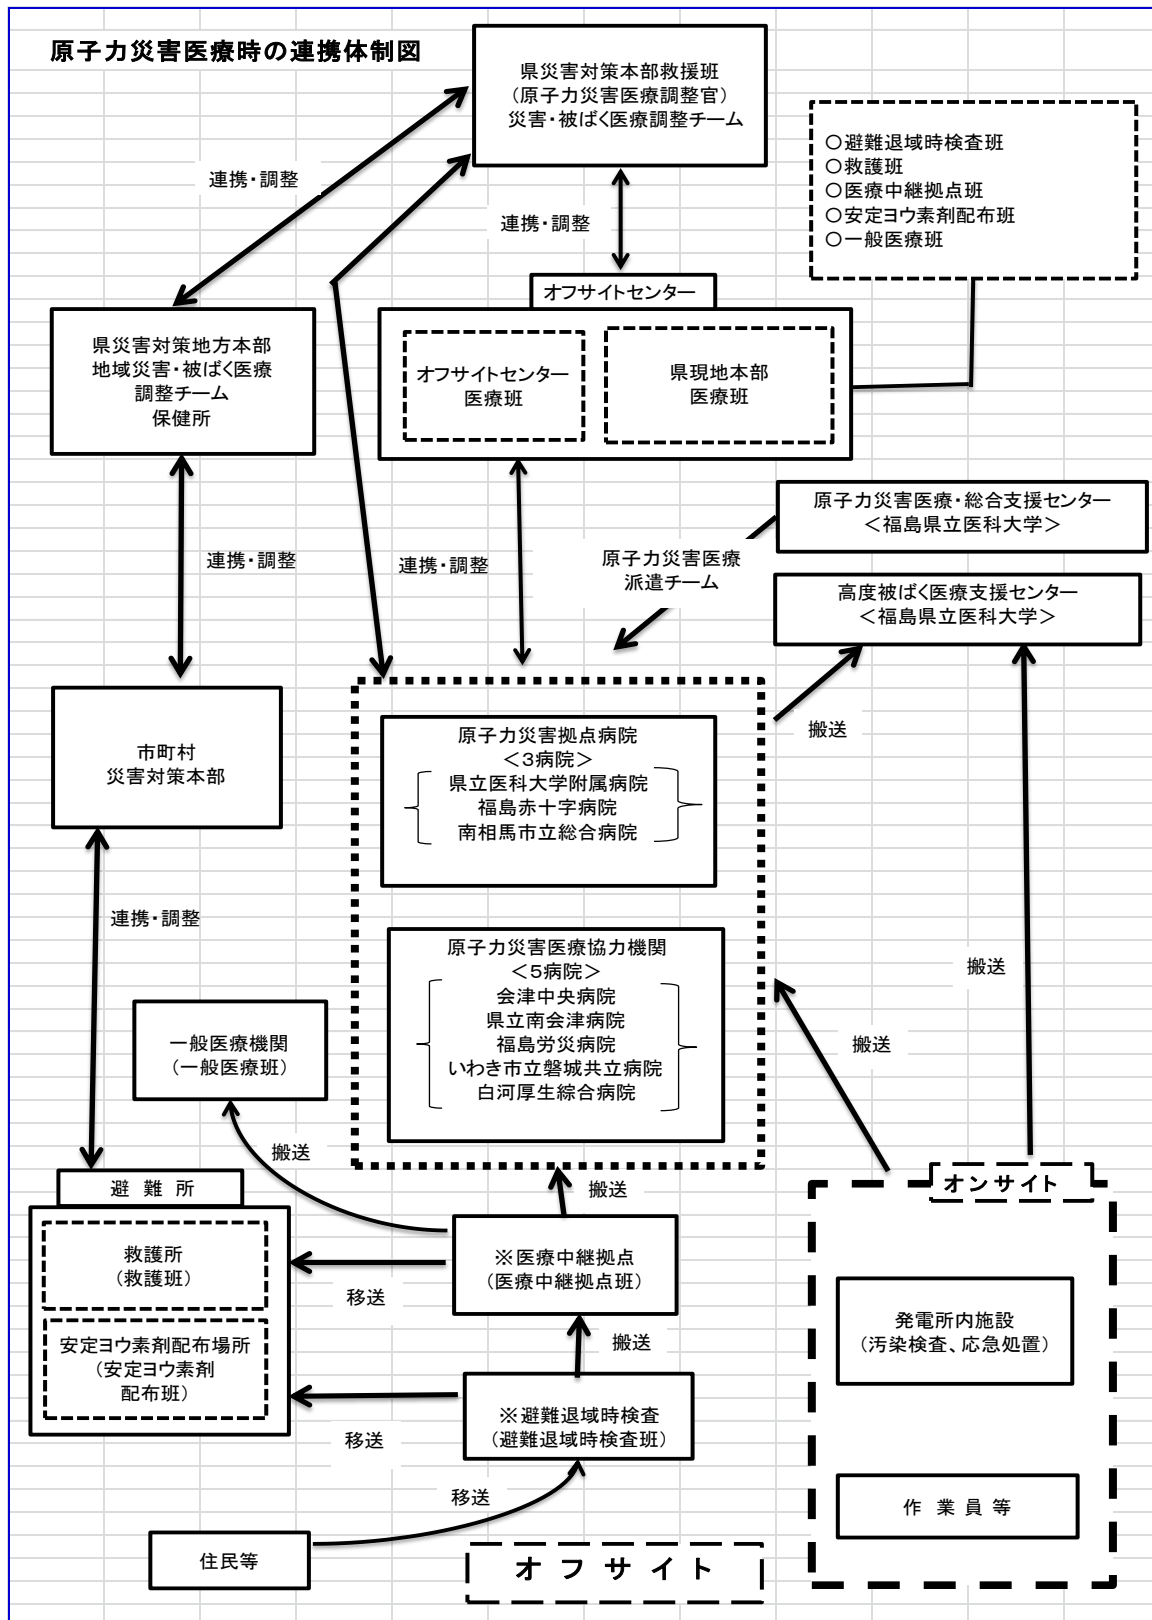 原子力災害医療時の連携体制図
県災害対策本部救援班
(原子力災害医療調整官)
災害・被ばく医療調整チーム
○避難退域時検査班
○救護班
○医療中継拠点班
○安定ヨウ素剤配布班
○一般医療班
連携・調整
連携・調整
オフサイトセンター
オフサイトセンター
医療班
県現地本部
医療班
県災害対策地方本部
地域災害・被ばく医療
調整チーム
保健所
原子力災害医療・総合支援センター
<福島県立医科大学>
連携・調整
連携・調整
原子力災害医療
派遣チーム
高度被ばく医療支援センター
<福島県立医科大学>
搬送
市町村
災害対策本部
原子力災害拠点病院
<3病院>
県立医科大学附属病院
福島赤十字病院
南相馬市立総合病院
連携・調整
原子力災害医療協力機関
<5病院>
会津中央病院
県立南会津病院
福島労災病院
いわき市立磐城共立病院
白河厚生綜合病院
搬送
搬送
一般医療機関
(一般医療班)
搬送
搬送
避 難 所
救護所
(救護班)
安定ヨウ素剤配布場所
(安定ヨウ素剤
配布班)
※医療中継拠点
(医療中継拠点班)
移送
搬送
※避難退域時検査
(避難退域時検査班)
移送
移送
住民等
オ フ サ イ ト
オンサイト
発電所内施設
(汚染検査、応急処置)
作 業 員 等